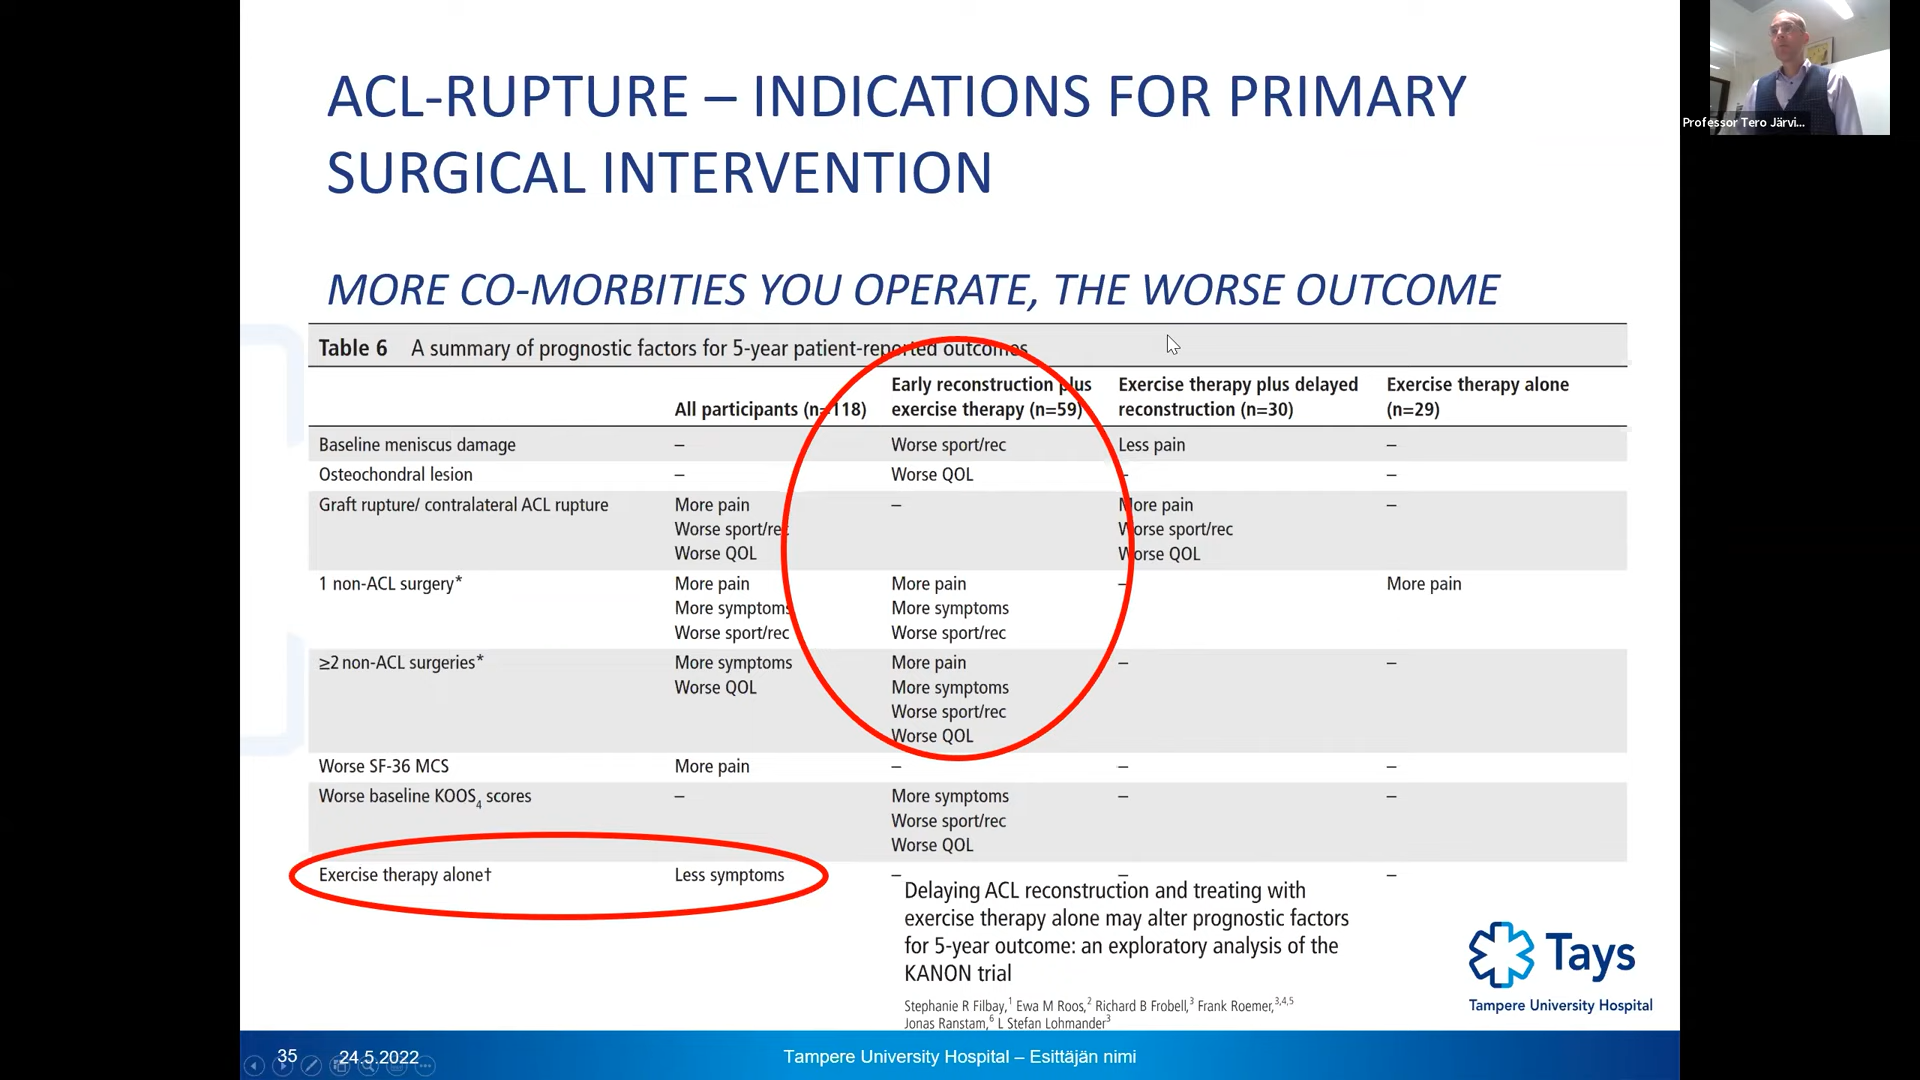 ACL-RUPTURE – INDICATIONS FOR PRIMARY
SURGICAL INTERVENTION
Professor Tero Järvi...
MORE CO-MORBITIES YOU OPERATE, THE WORSE OUTCOME
Table 6 A summary of prognostic factors for 5-year patient-reported outcomes
All participants (n=118) Early reconstruction plus exercise therapy (n=59) Exercise therapy plus delayed reconstruction (n=30) Exercise therapy alone (n=29)
Baseline meniscus damage – Worse sport/rec Less pain –
Osteochondral lesion – Worse QOL – –
Graft rupture/ contralateral ACL rupture More pain – More pain –
Worse sport/rec Worse sport/rec
Worse QOL Worse QOL
1 non-ACL surgery* More pain More pain – More pain
More symptoms More symptoms
Worse sport/rec Worse sport/rec
≥2 non-ACL surgeries* More symptoms More pain – –
Worse QOL More symptoms
Worse sport/rec
Worse QOL
Worse SF-36 MCS More pain – – –
Worse baseline KOOS4 scores – More symptoms – –
Worse sport/rec
Worse QOL
Exercise therapy alone† Less symptoms – – –
Delaying ACL reconstruction and treating with
exercise therapy alone may alter prognostic factors
for 5-year outcome: an exploratory analysis of the
KANON trial
Stephanie R Filbay,1 Ewa M Roos,2 Richard B Frobell,3 Frank Roemer,3,4,5
Jonas Ranstam,6 L Stefan Lohmander3
Tays
Tampere University Hospital
35 24.5.2022 Tampere University Hospital – Esittäjän nimi